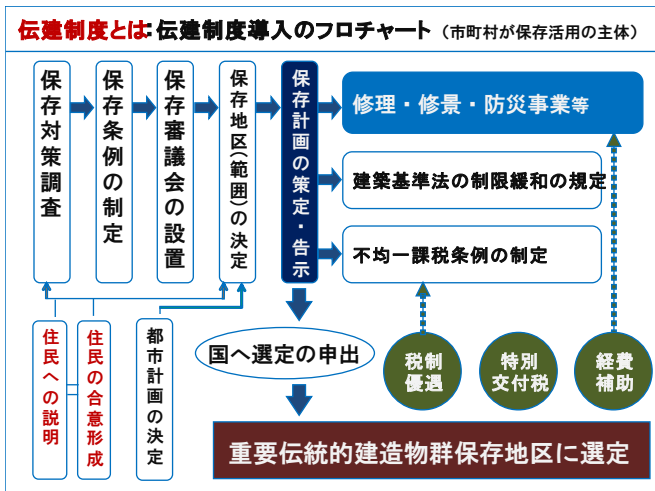 伝建制度とは:伝建制度導入のフロチャート(市町村が保存活用の主体)
保存対策調査
保存条例の制定
保存審議会の設置
保存地区(範囲)の決定
保存計画の策定・告示
修理・修景・防災事業等
建築基準法の制限緩和の規定
不均一課税条例の制定
住民への説明
住民の合意形成
都市計画の決定
国へ選定の申出
税制
優遇
特別
交付税
経費
補助
重要伝統的建造物群保存地区に選定